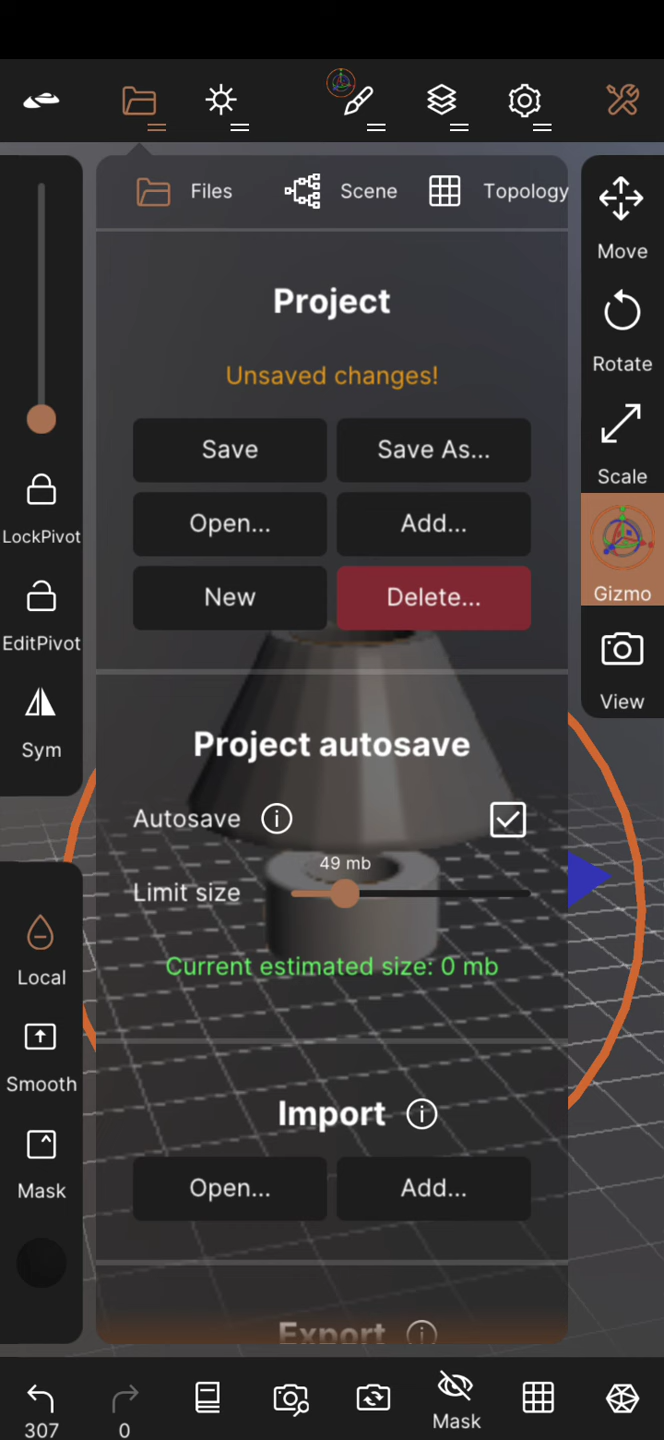 Files Scene Topology
Project
Unsaved changes!
Save Save As...
Open... Add...
New Delete...
Project autosave
Autosave
49 mb
Limit size
Current estimated size: 0 mb
Import
Open... Add...
Export
LockPivot
EditPivot
Sym
Local
Smooth
Mask
Move
Rotate
Scale
Gizmo
View
307 0 Mask